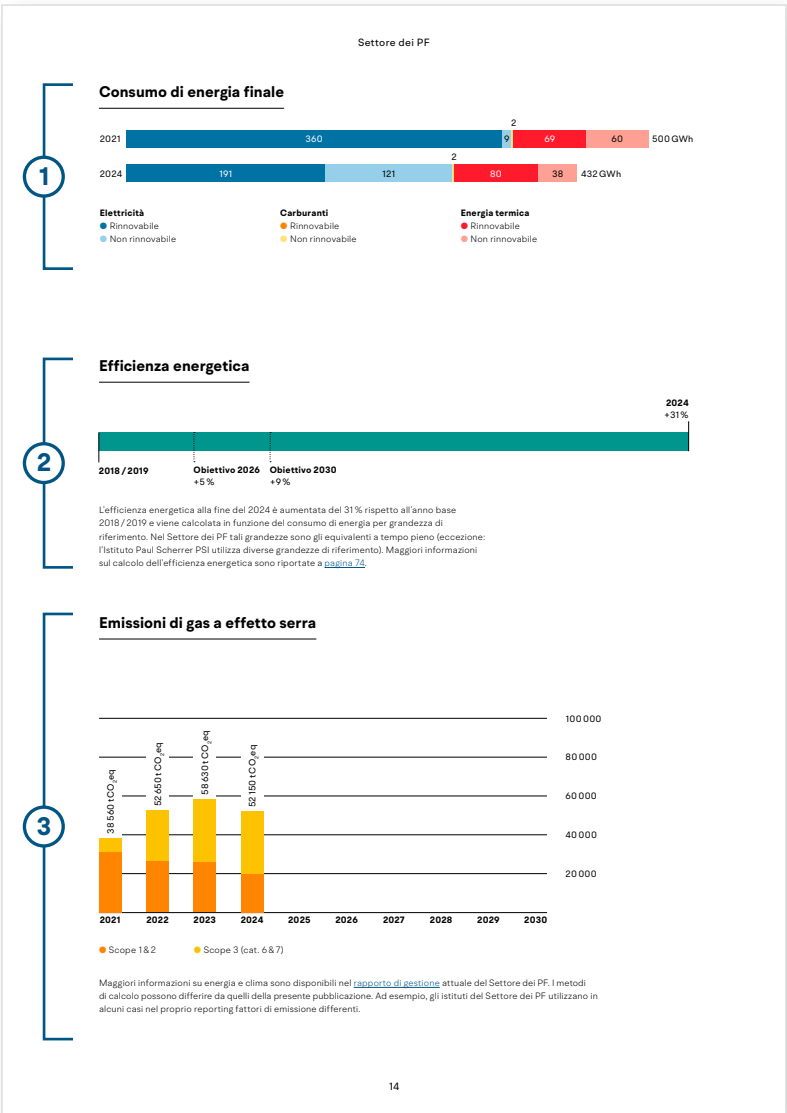 Settore dei PF
Consumo di energia finale
2
2021 360 9 69 60 500 GWh
2
2024 191 121 80 38 432 GWh
Elettricità Carburanti Energia termica
Rinnovabile Rinnovabile Rinnovabile
Non rinnovabile Non rinnovabile Non rinnovabile
1
Efficienza energetica
2024
+31 %
2018 / 2019 Obiettivo 2026 Obiettivo 2030
+5 % +9 %
2
L'efficienza energetica alla fine del 2024 è aumentata del 31 % rispetto all'anno base
2018 / 2019 e viene calcolata in funzione del consumo di energia per grandezza di
riferimento. Nel Settore dei PF tali grandezze sono gli equivalenti a tempo pieno (eccezione:
l'Istituto Paul Scherrer PSI utilizza diverse grandezze di riferimento). Maggiori informazioni
sul calcolo dell'efficienza energetica sono riportate a pagina 74.
Emissioni di gas a effetto serra
100 000
80 000
60 000
40 000
20 000
38 560 t CO₂eq
52 650 t CO₂eq
58 630 t CO₂eq
52 150 t CO₂eq
3
2021 2022 2023 2024 2025 2026 2027 2028 2029 2030
Scope 1 & 2 Scope 3 (cat. 6 & 7)
Maggiori informazioni su energia e clima sono disponibili nel rapporto di gestione attuale del Settore dei PF. I metodi
di calcolo possono differire da quelli della presente pubblicazione. Ad esempio, gli istituti del Settore dei PF utilizzano in
alcuni casi nel proprio reporting fattori di emissione differenti.
14